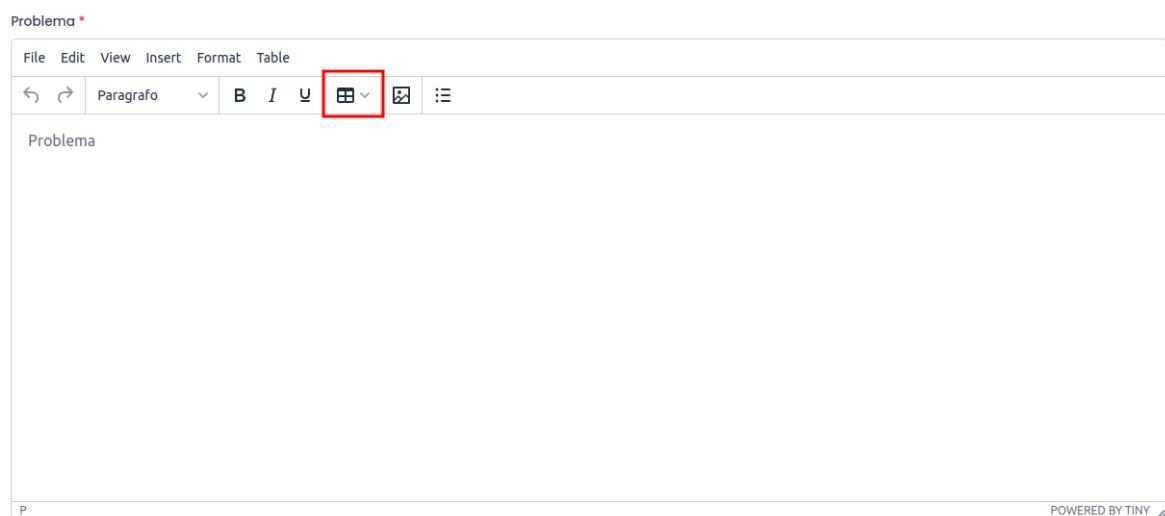 Problema *
File Edit View Insert Format Table
Paragrafo B I U
Problema
P POWERED BY TINY